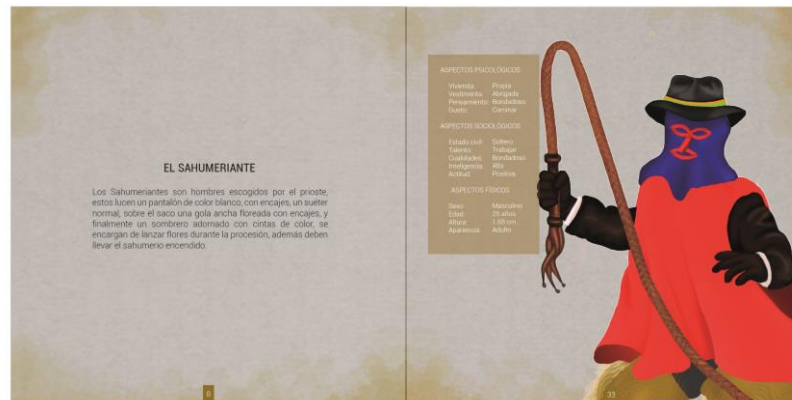 EL SAHUMERIANTE
Los Sahumeriantes son hombres escogidos por el prioste,
estos lucen un pantalón de color blanco, con encajes, un suéter
normal, sobre el saco una gola ancha floreada con encajes, y
finalmente un sombrero adornado con cintas de color, se
encargan de lanzar flores durante la procesión, además deben
llevar el sahumerio encendido.
8
ASPECTOS PSICOLÓGICOS
Vivienda: Propia
Vestimenta: Abrigada
Pensamiento: Bondadoso
Gusto: Caminar
ASPECTOS SOCIOLÓGICOS
Estado civil: Soltero
Talento: Trabajar
Cualidades: Bondadoso
Inteligencia: Alta
Actitud: Positiva
ASPECTOS FÍSICOS
Sexo: Masculino
Edad: 25 años
Altura: 1.68 cm
Apariencia: Adulto
33